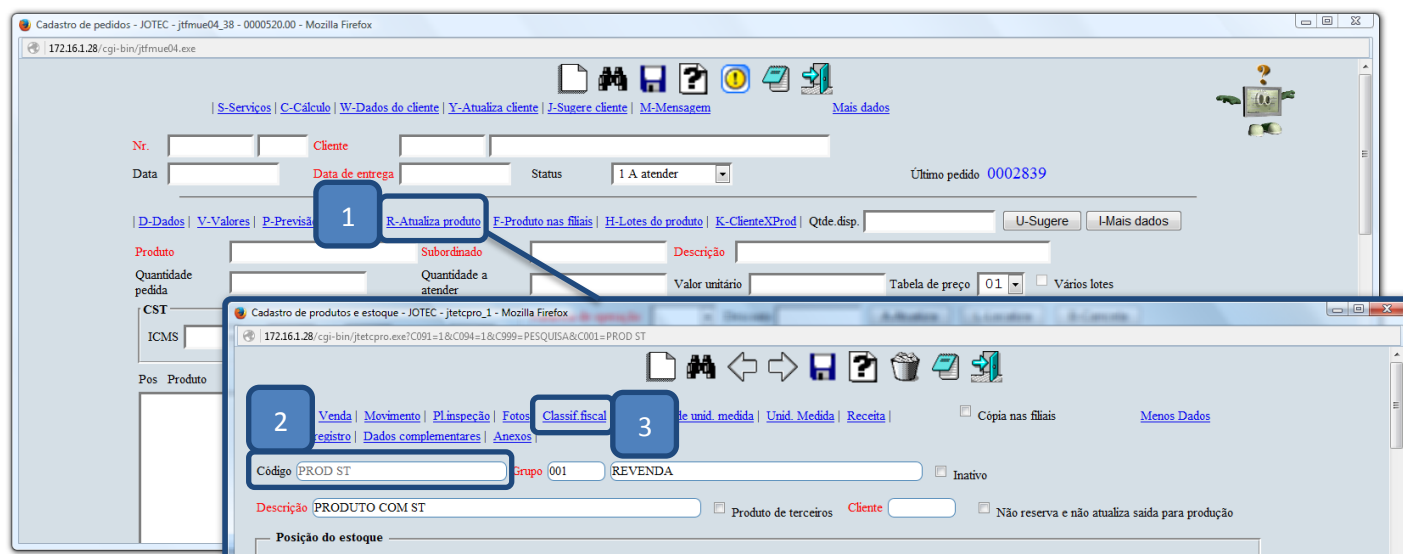 Cadastro de pedidos - JOTEC - jtfmue04_38 - 0000520.00 - Mozilla Firefox
172.16.1.28/cgi-bin/jtfmue04.exe
| S-Serviços | C-Cálculo | W-Dados do cliente | Y-Atualiza cliente | J-Sugere cliente | M-Mensagem Mais dados
Nr. Cliente
Data Data de entrega Status 1 A atender Último pedido 0002839
1
| D-Dados | V-Valores | P-Previsão R-Atualiza produto F-Produto nas filiais | H-Lotes do produto | K-ClienteXProd | Qtde.disp. U-Sugere I-Mais dados
Produto Subordinado Descrição
Quantidade pedida Quantidade a atender Valor unitário Tabela de preço 01 Vários lotes
CST
ICMS
Pos Produto
Cadastro de produtos e estoque - JOTEC - jtetcpro_1 - Mozilla Firefox
172.16.1.28/cgi-bin/jtetcpro.exe?C091=1&C094=1&C999=PESQUISA&C001=PROD ST
2 Venda | Movimento | Pl.inspeção | Fotos Classif.fiscal 3 de unid. medida | Unid. Medida | Receita | Cópia nas filiais Menos Dados
registro | Dados complementares | Anexos |
Código PROD ST Grupo 001 REVENDA Inativo
Descrição PRODUTO COM ST Produto de terceiros Cliente Não reserva e não atualiza saída para produção
Posição do estoque